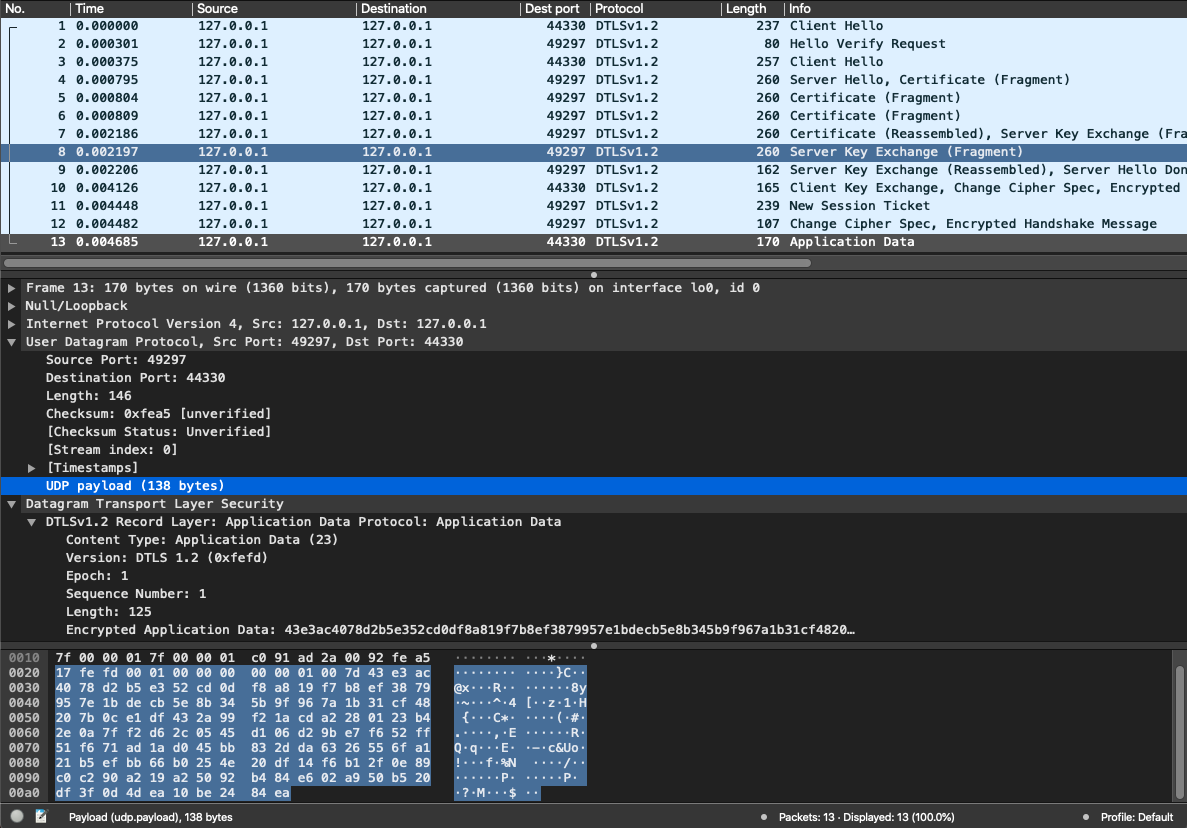 No. Time Source Destination Dest port Protocol Length Info
1 0.000000 127.0.0.1 127.0.0.1 44330 DTLSv1.2 237 Client Hello
2 0.000301 127.0.0.1 127.0.0.1 49297 DTLSv1.2 80 Hello Verify Request
3 0.000375 127.0.0.1 127.0.0.1 44330 DTLSv1.2 257 Client Hello
4 0.000795 127.0.0.1 127.0.0.1 49297 DTLSv1.2 260 Server Hello, Certificate (Fragment)
5 0.000804 127.0.0.1 127.0.0.1 49297 DTLSv1.2 260 Certificate (Fragment)
6 0.000809 127.0.0.1 127.0.0.1 49297 DTLSv1.2 260 Certificate (Fragment)
7 0.002186 127.0.0.1 127.0.0.1 49297 DTLSv1.2 260 Certificate (Reassembled), Server Key Exchange (Fra
8 0.002197 127.0.0.1 127.0.0.1 49297 DTLSv1.2 260 Server Key Exchange (Fragment)
9 0.002206 127.0.0.1 127.0.0.1 49297 DTLSv1.2 162 Server Key Exchange (Reassembled), Server Hello Don
10 0.004126 127.0.0.1 127.0.0.1 44330 DTLSv1.2 165 Client Key Exchange, Change Cipher Spec, Encrypted
11 0.004448 127.0.0.1 127.0.0.1 49297 DTLSv1.2 239 New Session Ticket
12 0.004482 127.0.0.1 127.0.0.1 49297 DTLSv1.2 107 Change Cipher Spec, Encrypted Handshake Message
13 0.004685 127.0.0.1 127.0.0.1 44330 DTLSv1.2 170 Application Data
Frame 13: 170 bytes on wire (1360 bits), 170 bytes captured (1360 bits) on interface lo0, id 0
Null/Loopback
Internet Protocol Version 4, Src: 127.0.0.1, Dst: 127.0.0.1
User Datagram Protocol, Src Port: 49297, Dst Port: 44330
Source Port: 49297
Destination Port: 44330
Length: 146
Checksum: 0xfea5 [unverified]
[Checksum Status: Unverified]
[Stream index: 0]
[Timestamps]
UDP payload (138 bytes)
Datagram Transport Layer Security
DTLSv1.2 Record Layer: Application Data Protocol: Application Data
Content Type: Application Data (23)
Version: DTLS 1.2 (0xfefd)
Epoch: 1
Sequence Number: 1
Length: 125
Encrypted Application Data: 43e3ac4078d2b5e352cd0df8a819f7b8ef3879957e1bdecb5e8b345b9f967a1b31cf4820…
0010 7f 00 00 01 7f 00 00 01 c0 91 ad 2a 00 92 fe a5 ········ ···*····
0020 17 fe fd 00 01 00 00 00 00 00 01 00 7d 43 e3 ac ········ ····}C··
0030 40 78 d2 b5 e3 52 cd 0d f8 a8 19 f7 b8 ef 38 79 @x···R·· ······8y
0040 95 7e 1b de cb 5e 8b 34 5b 9f 96 7a 1b 31 cf 48 ·~···^·4 [··z·1·H
0050 20 7b 0c e1 df 43 2a 99 f2 1a cd a2 28 01 23 b4 {···C*· ····(·#·
0060 2e 0a 7f f2 d6 2c 05 45 d1 06 d2 9b e7 f6 52 ff .····,·E ······R·
0070 51 f6 71 ad 1a d0 45 bb 83 2d da 63 26 55 6f a1 Q·q···E· ·-·c&Uo·
0080 21 b5 ef bb 66 b0 25 4e 20 df 14 f6 b1 2f 0e 89 !···f·%N ····/··
0090 c0 c2 90 a2 19 a2 50 92 b4 84 e6 02 a9 50 b5 20 ······P· ·····P·
00a0 df 3f 0d 4d ea 10 be 24 84 ea ·?·M···$ ··
Payload (udp.payload), 138 bytes Packets: 13 · Displayed: 13 (100.0%) Profile: Default